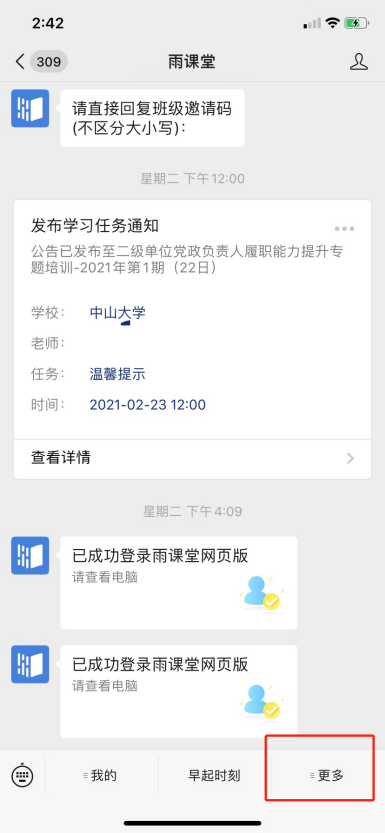 2:42
309
雨课堂
请直接回复班级邀请码
(不区分大小写)：
星期二 下午12:00
发布学习任务通知
公告已发布至二级单位党政负责人履职能力提升专
题培训-2021年第1期（22日）
学校：中山大学
老师：
任务：温馨提示
时间：2021-02-23 12:00
查看详情
星期二 下午4:09
已成功登录雨课堂网页版
请查看电脑
已成功登录雨课堂网页版
请查看电脑
我的 早起时刻 更多